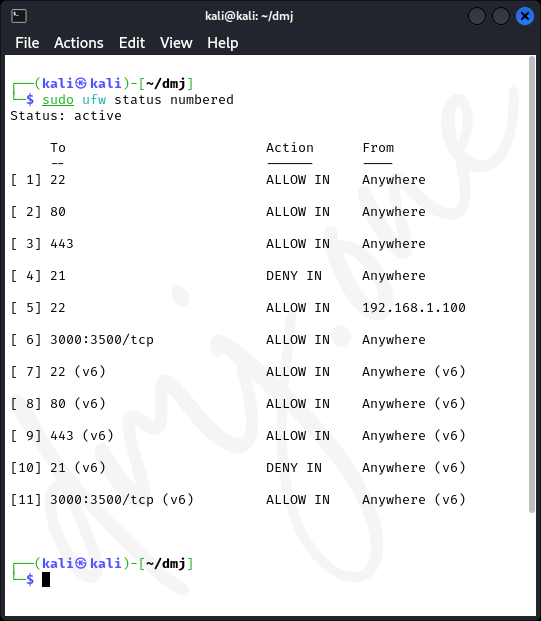 kali@kali: ~/dmj
File Actions Edit View Help
┌──(kali㉿kali)-[~/dmj]
└─$ sudo ufw status numbered
Status: active
To Action From
-- ------ ----
[ 1] 22 ALLOW IN Anywhere
[ 2] 80 ALLOW IN Anywhere
[ 3] 443 ALLOW IN Anywhere
[ 4] 21 DENY IN Anywhere
[ 5] 22 ALLOW IN 192.168.1.100
[ 6] 3000:3500/tcp ALLOW IN Anywhere
[ 7] 22 (v6) ALLOW IN Anywhere (v6)
[ 8] 80 (v6) ALLOW IN Anywhere (v6)
[ 9] 443 (v6) ALLOW IN Anywhere (v6)
[10] 21 (v6) DENY IN Anywhere (v6)
[11] 3000:3500/tcp (v6) ALLOW IN Anywhere (v6)
┌──(kali㉿kali)-[~/dmj]
└─$
dmj.one